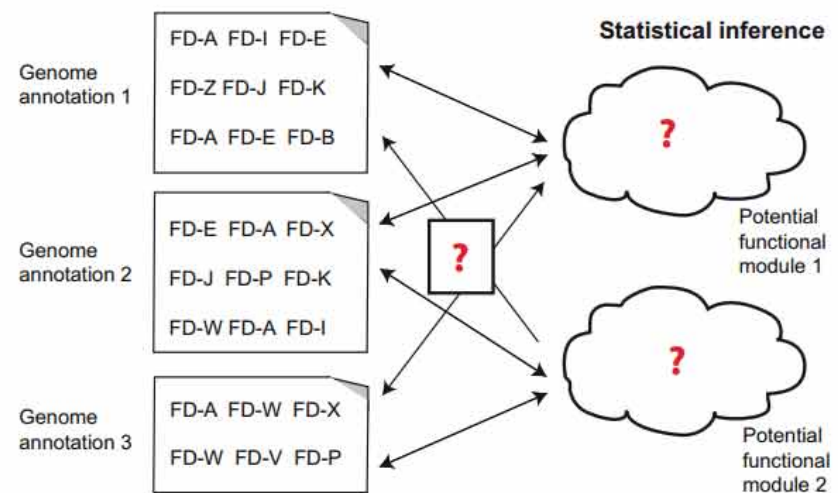 Statistical inference
Genome
annotation 1
FD-A FD-I FD-E
FD-Z FD-J FD-K
FD-A FD-E FD-B
?
Potential
functional
module 1
Genome
annotation 2
FD-E FD-A FD-X
FD-J FD-P FD-K
FD-W FD-A FD-I
?
?
Potential
functional
module 2
Genome
annotation 3
FD-A FD-W FD-X
FD-W FD-V FD-P